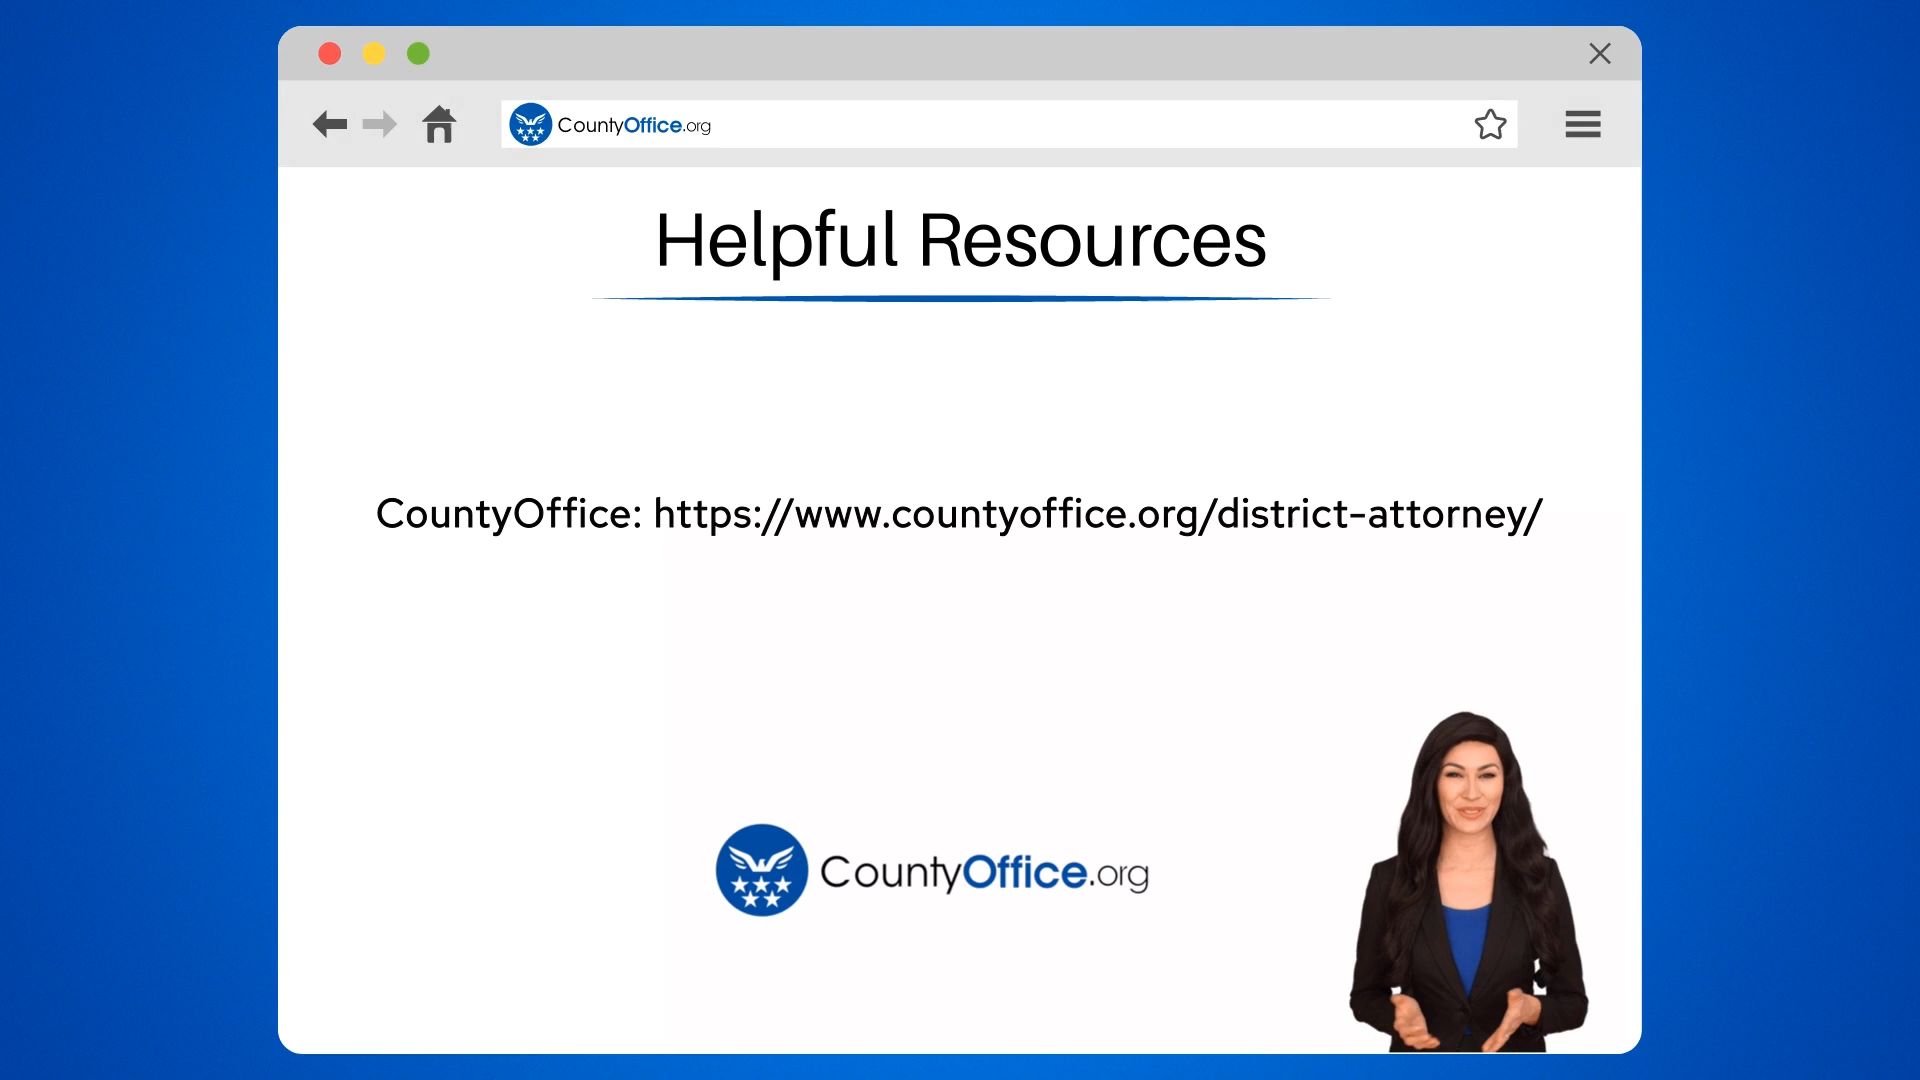 CountyOffice.org
Helpful Resources
CountyOffice: https://www.countyoffice.org/district-attorney/
CountyOffice.org